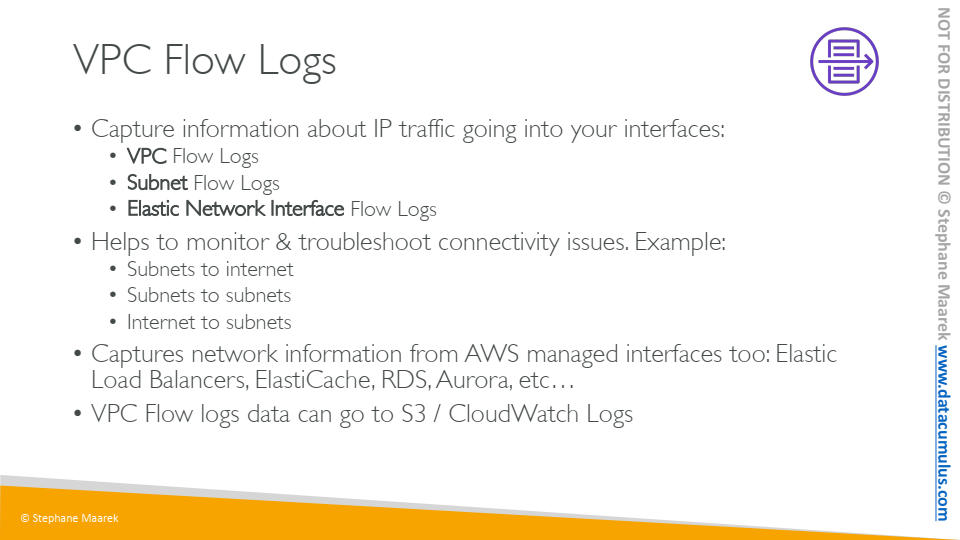 VPC Flow Logs
• Capture information about IP traffic going into your interfaces:
• VPC Flow Logs
• Subnet Flow Logs
• Elastic Network Interface Flow Logs
• Helps to monitor & troubleshoot connectivity issues. Example:
• Subnets to internet
• Subnets to subnets
• Internet to subnets
• Captures network information from AWS managed interfaces too: Elastic
Load Balancers, ElastiCache, RDS, Aurora, etc…
• VPC Flow logs data can go to S3 / CloudWatch Logs
© Stephane Maarek
NOT FOR DISTRIBUTION © Stephane Maarek www.datacumulus.com